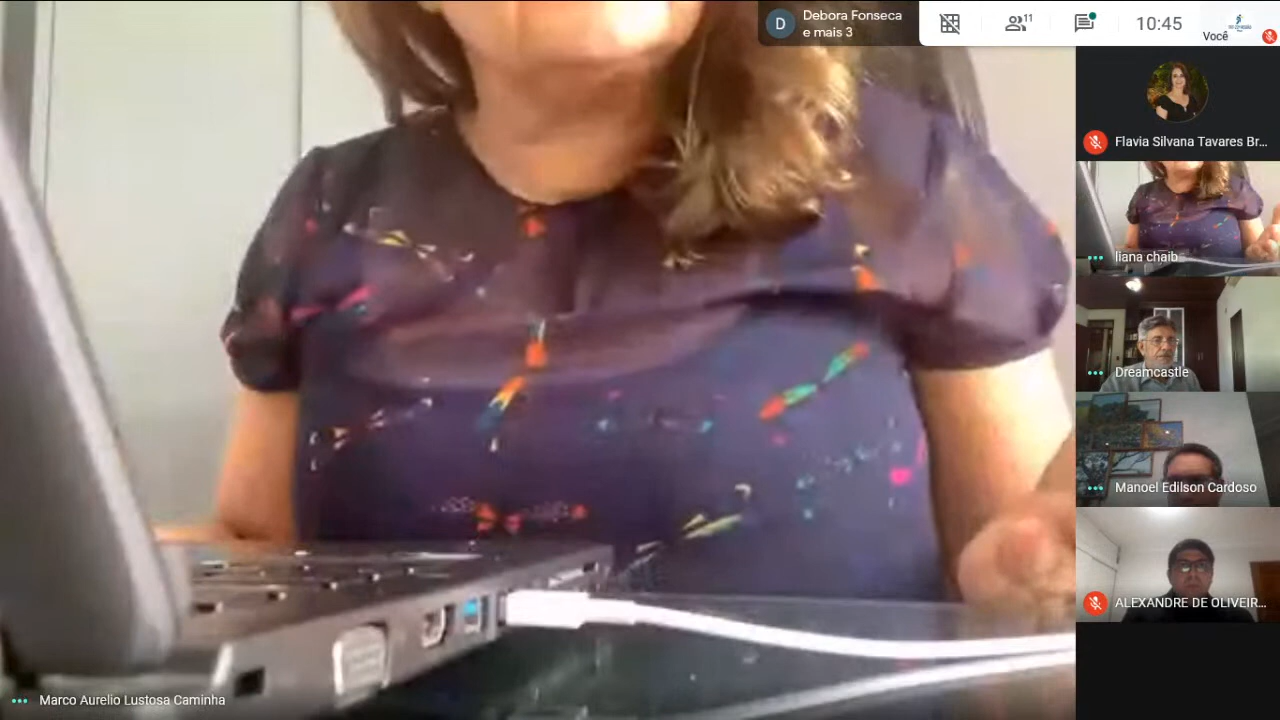 D
Debora Fonseca
e mais 3
11
10:45
Você
Flavia Silvana Tavares Br...
liana chaib
Dreamcastle
Manoel Edilson Cardoso
ALEXANDRE DE OLIVEIR...
Marco Aurelio Lustosa Caminha